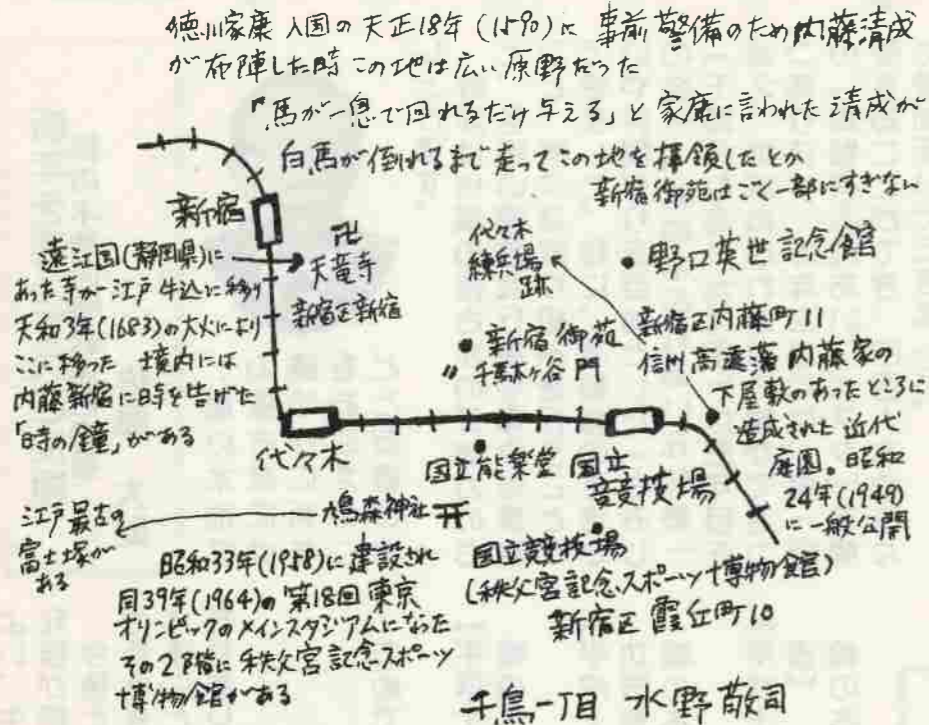 徳川家康入国の天正18年(1590)に事前警備のため内藤清成
が布陣した時この地は広い原野だった
「馬が一息で回れるだけ与える」と家康に言われた清成が
白馬が倒れるまで走ってこの地を拝領したとか
新宿御苑はごく一部にすぎない
新宿
遠江国(静岡県)に
あった寺が江戸牛込に移り
天和3年(1683)の大火により
ここに移った 境内には
内藤新宿に時を告げた
「時の鐘」がある
卍
天竜寺
新宿区新宿
代々木
練兵場
跡
野口英世記念館
新宿御苑
〃 千駄ヶ谷門
新宿区内藤町11
信州高遠藩内藤家の
下屋敷のあったところに
造成された近代
庭園。昭和
24年(1949)
に一般公開
代々木
国立能楽堂
国立
競技場
江戸最古の
富士塚が
ある
鳩森神社
昭和33年(1958)に建設され
同39年(1964)の第18回東京
オリンピックのメインスタジアムになった
その2階に秩父宮記念スポーツ
博物館がある
国立競技場
(秩父宮記念スポーツ博物館)
新宿区霞丘町10
千鳥一丁目 水野敬司